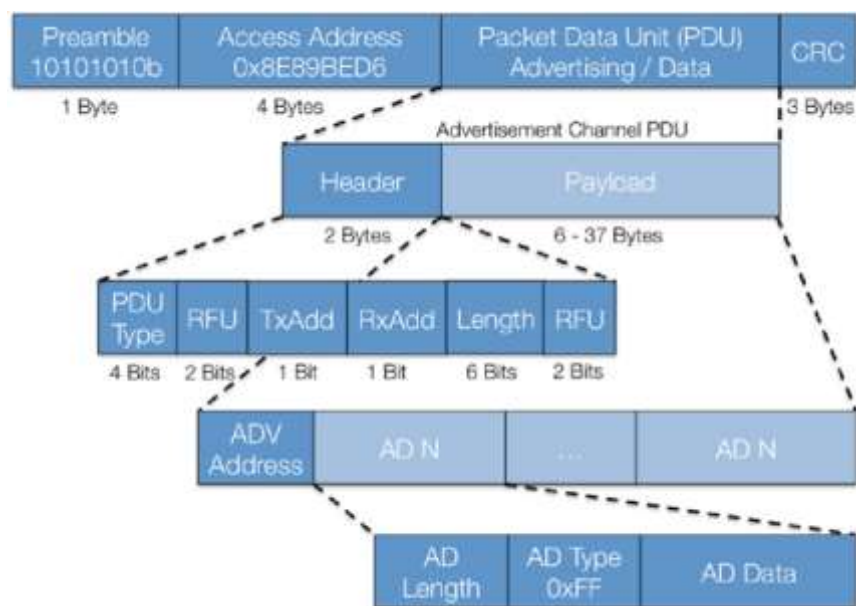 Preamble
10101010b
Access Address
0x8E89BED6
Packet Data Unit (PDU)
Advertising / Data
CRC
1 Byte
4 Bytes
3 Bytes
Advertisement Channel PDU
Header
Payload
2 Bytes
6 - 37 Bytes
PDU
Type
RFU
TxAdd
RxAdd
Length
RFU
4 Bits
2 Bits
1 Bit
1 Bit
6 Bits
2 Bits
ADV
Address
AD N
...
AD N
AD
Length
AD Type
0xFF
AD Data